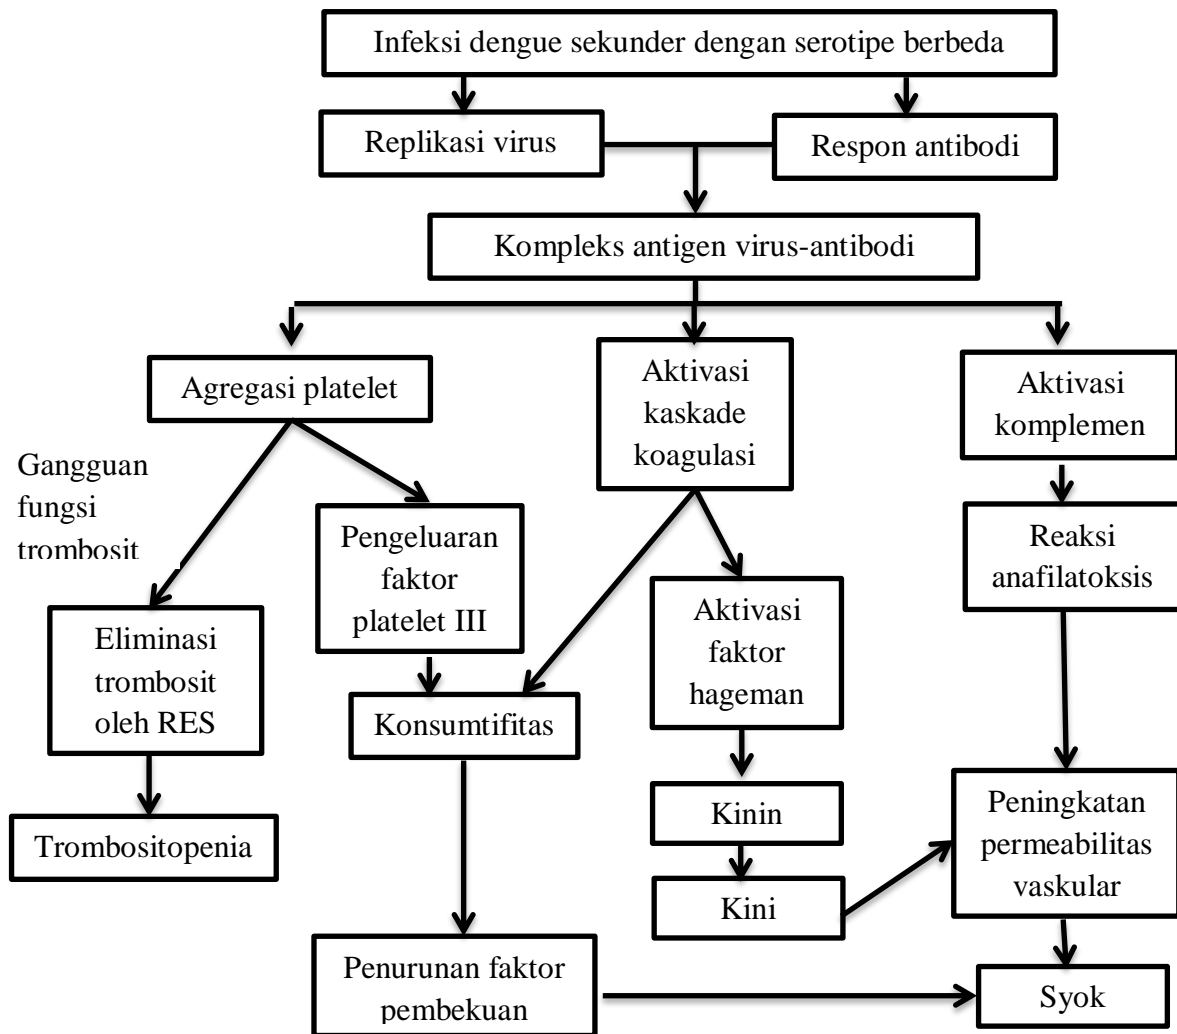 Infeksi dengue sekunder dengan serotipe berbeda
Replikasi virus
Respon antibodi
Kompleks antigen virus-antibodi
Agregasi platelet
Aktivasi
kaskade
koagulasi
Aktivasi
komplemen
Gangguan
fungsi
trombosit
Pengeluaran
faktor
platelet III
Reaksi
anafilatoksis
Eliminasi
trombosit
oleh RES
Aktivasi
faktor
hageman
Konsumtifitas
Trombositopenia
Kinin
Peningkatan
permeabilitas
vaskular
Kini
Penurunan faktor
pembekuan
Syok